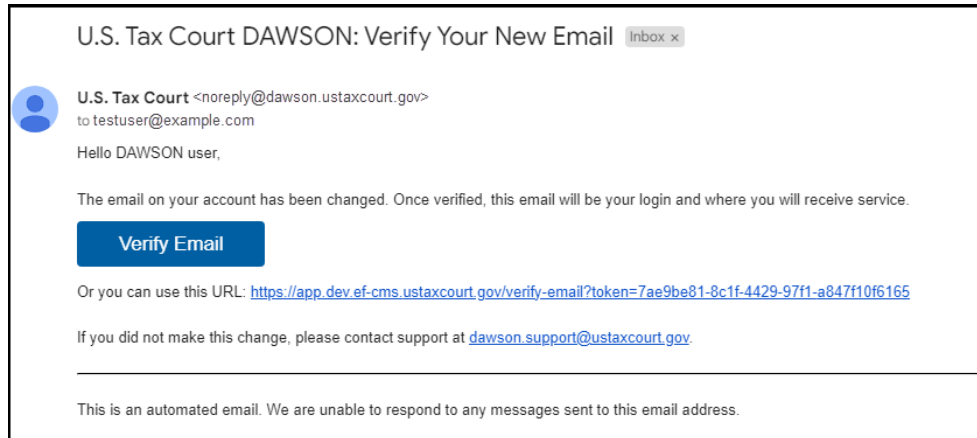 U.S. Tax Court DAWSON: Verify Your New Email Inbox ×
U.S. Tax Court <noreply@dawson.ustaxcourt.gov>
to testuser@example.com
Hello DAWSON user,
The email on your account has been changed. Once verified, this email will be your login and where you will receive service.
Verify Email
Or you can use this URL: https://app.dev.ef-cms.ustaxcourt.gov/verify-email?token=7ae9be81-8c1f-4429-97f1-a847f10f6165
If you did not make this change, please contact support at dawson.support@ustaxcourt.gov.
This is an automated email. We are unable to respond to any messages sent to this email address.